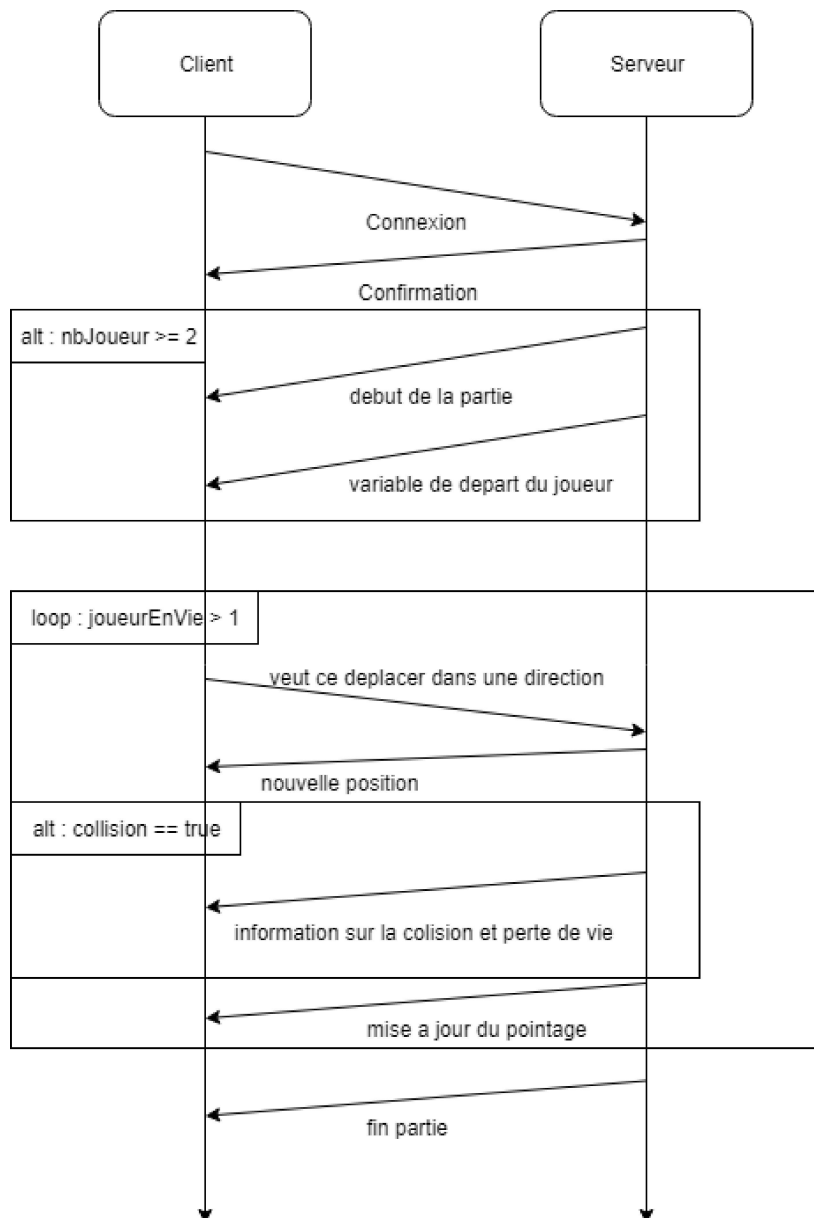 Client
Serveur
Connexion
Confirmation
alt : nbJoueur >= 2
debut de la partie
variable de depart du joueur
loop : joueurEnVie > 1
veut ce deplacer dans une direction
nouvelle position
alt : collision == true
information sur la colision et perte de vie
mise a jour du pointage
fin partie